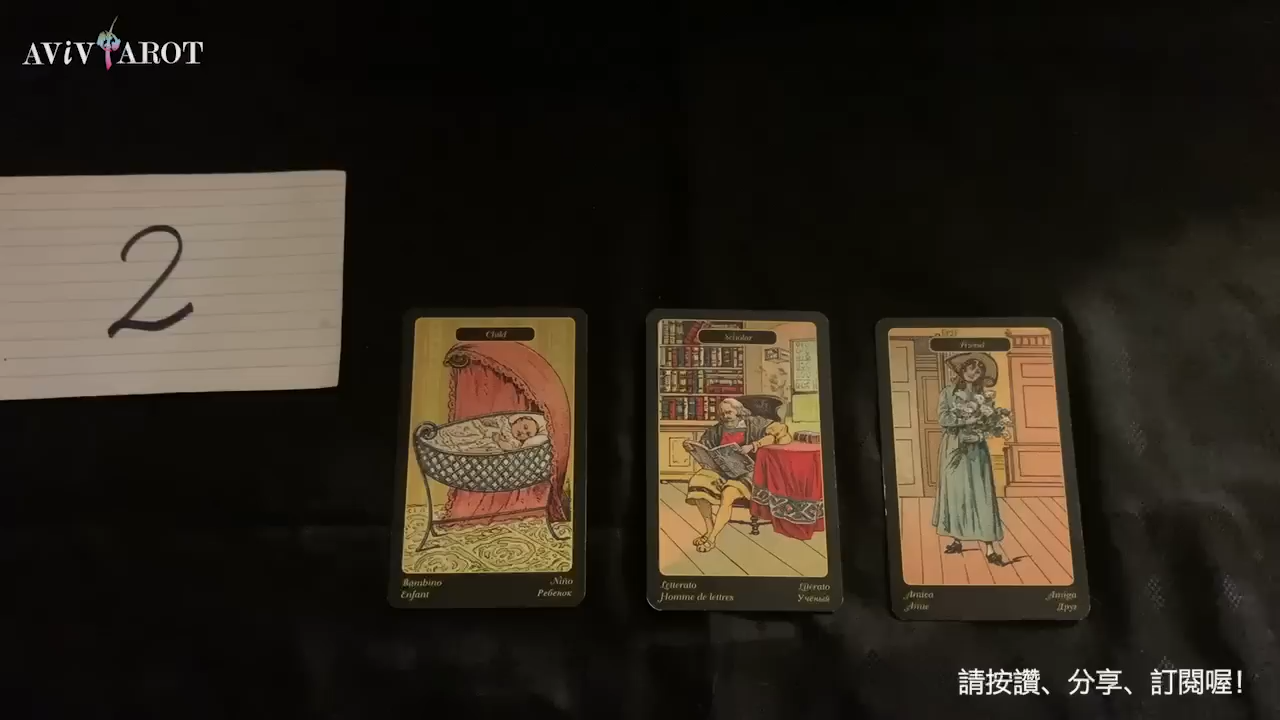 AViV TAROT
2
Child
Bambino Niño
Enfant Ребенок
Scholar
Letterato Literato
Homme de lettres Ученый
Friend
Amica Amiga
Amie Друг
請按讚、分享、訂閱喔!